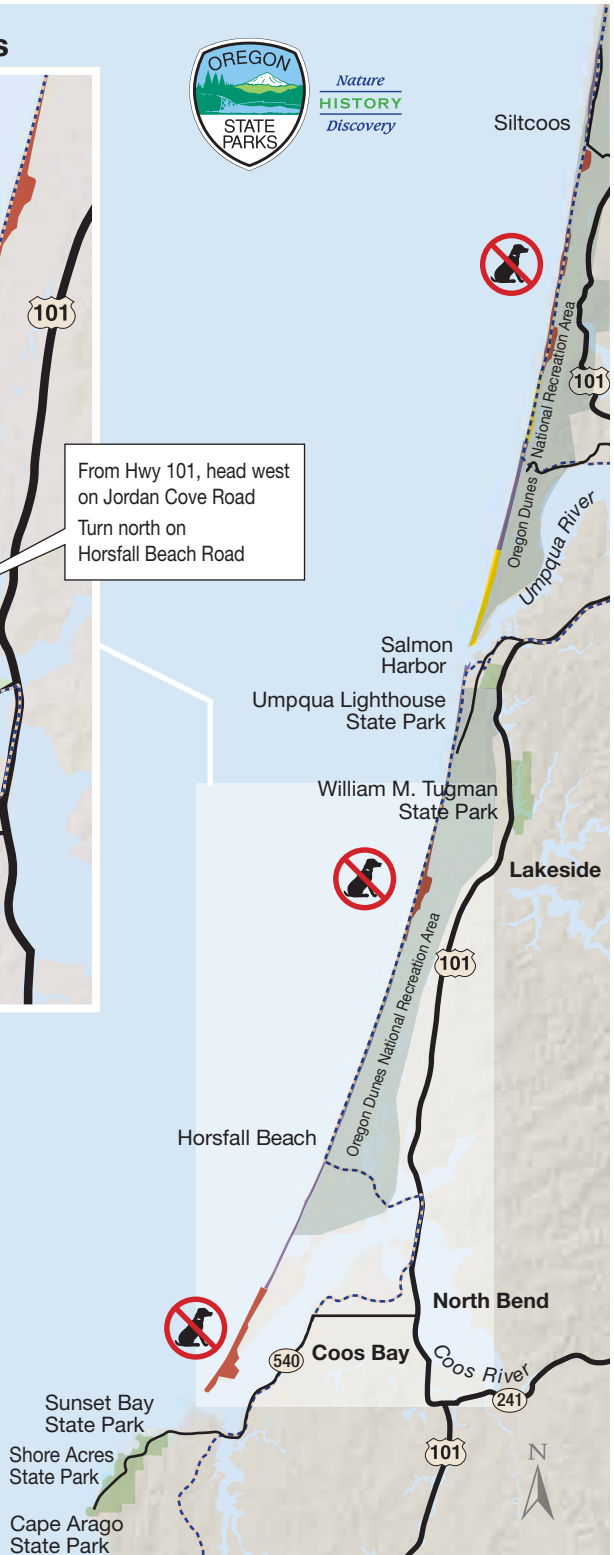 s
OREGON
STATE
PARKS
Nature
HISTORY
Discovery
Siltcoos
101
101
Oregon Dunes National Recreation Area
From Hwy 101, head west
on Jordan Cove Road
Turn north on
Horsfall Beach Road
Umpqua River
Salmon
Harbor
Umpqua Lighthouse
State Park
William M. Tugman
State Park
Lakeside
101
Oregon Dunes National Recreation Area
Horsfall Beach
North Bend
540
Coos Bay
Coos River
241
Sunset Bay
State Park
Shore Acres
State Park
101
N
Cape Arago
State Park